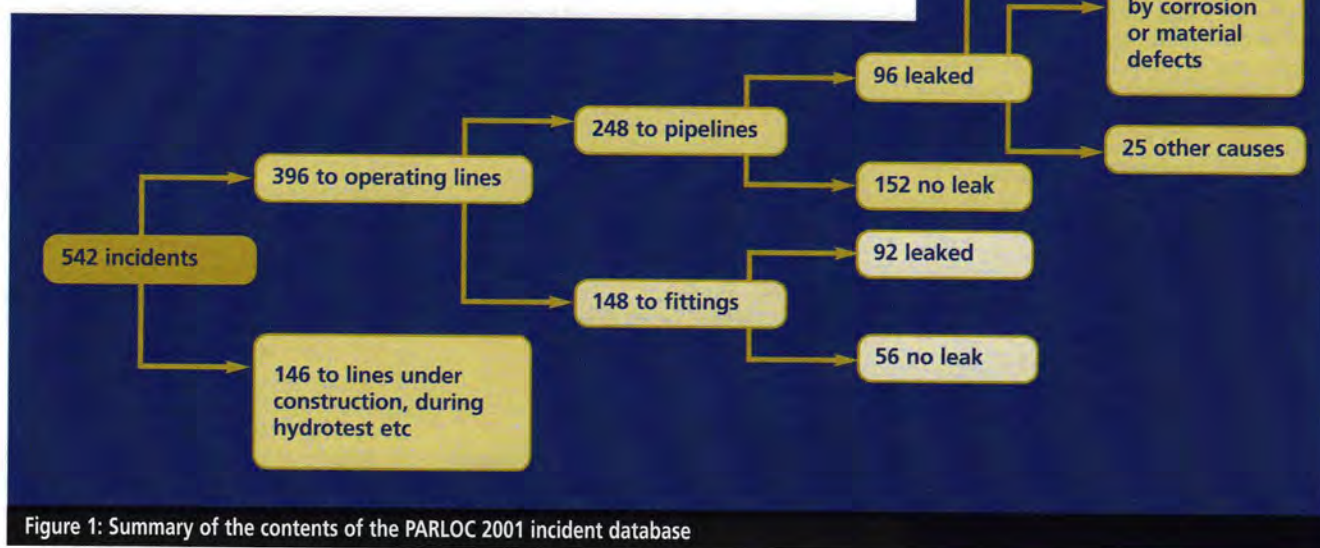 by corrosion
or material
defects
96 leaked
248 to pipelines
25 other causes
396 to operating lines
152 no leak
542 incidents
92 leaked
148 to fittings
56 no leak
146 to lines under
construction, during
hydrotest etc
Figure 1: Summary of the contents of the PARLOC 2001 incident database